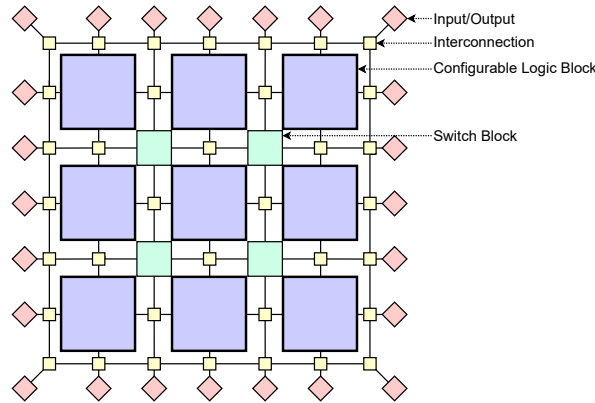 Input/Output
Interconnection
Configurable Logic Block
Switch Block